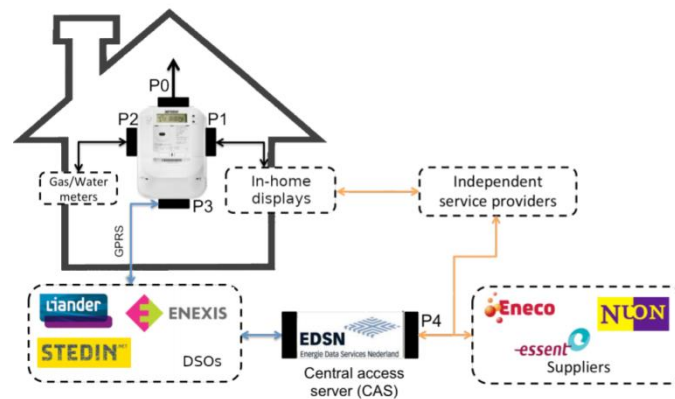 P0
P2
P1
Gas/Water
meters
In-home
displays
Independent
service providers
P3
GPRS
Liander
ENEXIS
STEDIN.NET
DSOs
EDSN
Energie Data Services Nederland
P4
Central access
server (CAS)
Eneco
NUON
essent
Suppliers